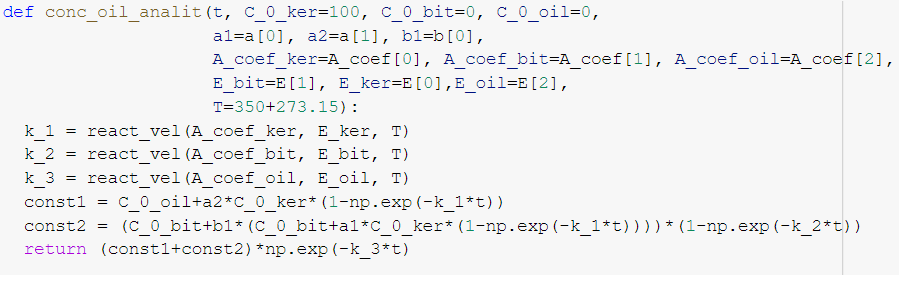 def conc_oil_analit(t, C_0_ker=100, C_0_bit=0, C_0_oil=0,
a1=a[0], a2=a[1], b1=b[0],
A_coef_ker=A_coef[0], A_coef_bit=A_coef[1], A_coef_oil=A_coef[2],
E_bit=E[1], E_ker=E[0],E_oil=E[2],
T=350+273.15):
k_1 = react_vel(A_coef_ker, E_ker, T)
k_2 = react_vel(A_coef_bit, E_bit, T)
k_3 = react_vel(A_coef_oil, E_oil, T)
const1 = C_0_oil+a2*C_0_ker*(1-np.exp(-k_1*t))
const2 = (C_0_bit+b1*(C_0_bit+a1*C_0_ker*(1-np.exp(-k_1*t))))*(1-np.exp(-k_2*t))
return (const1+const2)*np.exp(-k_3*t)